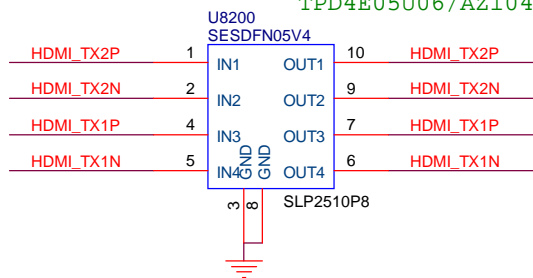 TPD4E05U06/AZ104
U8200
SESDFN05V4
HDMI_TX2P 1 IN1 OUT1 10 HDMI_TX2P
HDMI_TX2N 2 IN2 OUT2 9 HDMI_TX2N
HDMI_TX1P 4 IN3 OUT3 7 HDMI_TX1P
HDMI_TX1N 5 IN4 OUT4 6 HDMI_TX1N
GND
GND
3
8
SLP2510P8